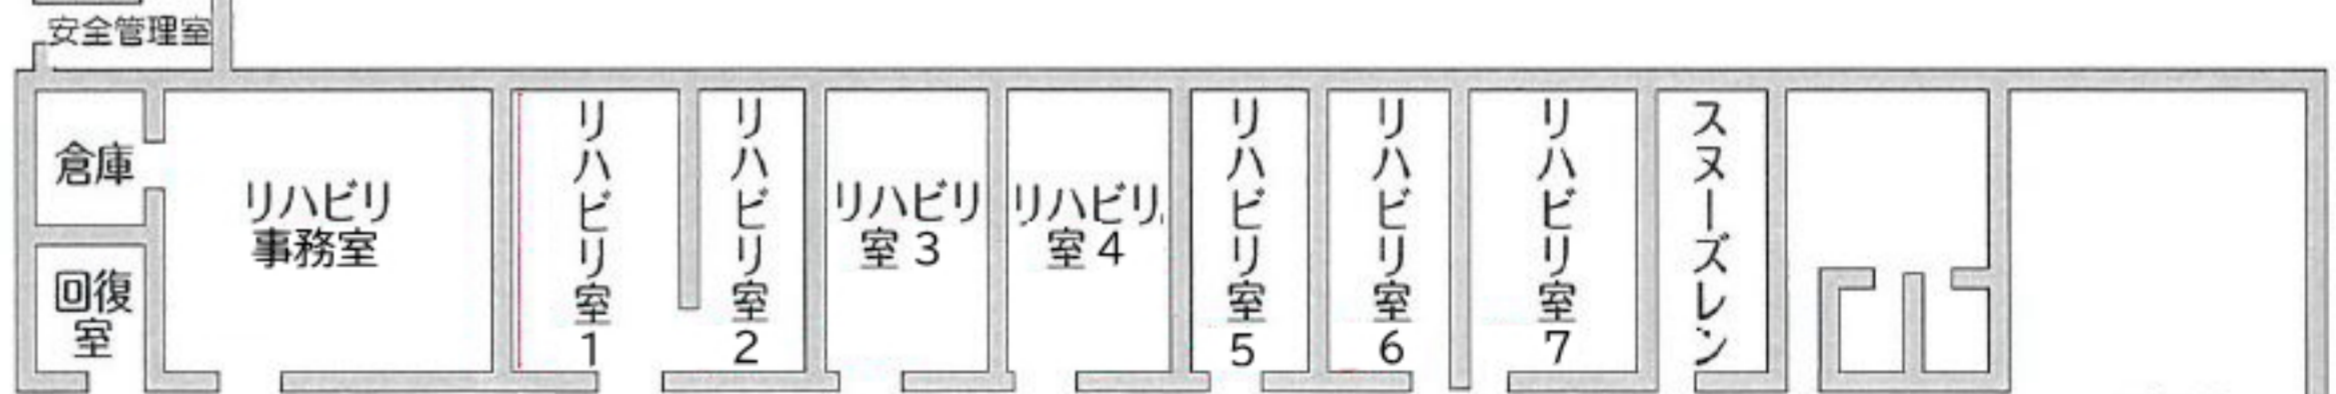 安全管理室
倉庫
回復
室
リハビリ
事務室
リハビリ室1
リハビリ室2
リハビリ
室3
リハビリ
室4
リハビリ室5
リハビリ室6
リハビリ室7
スヌーズレン